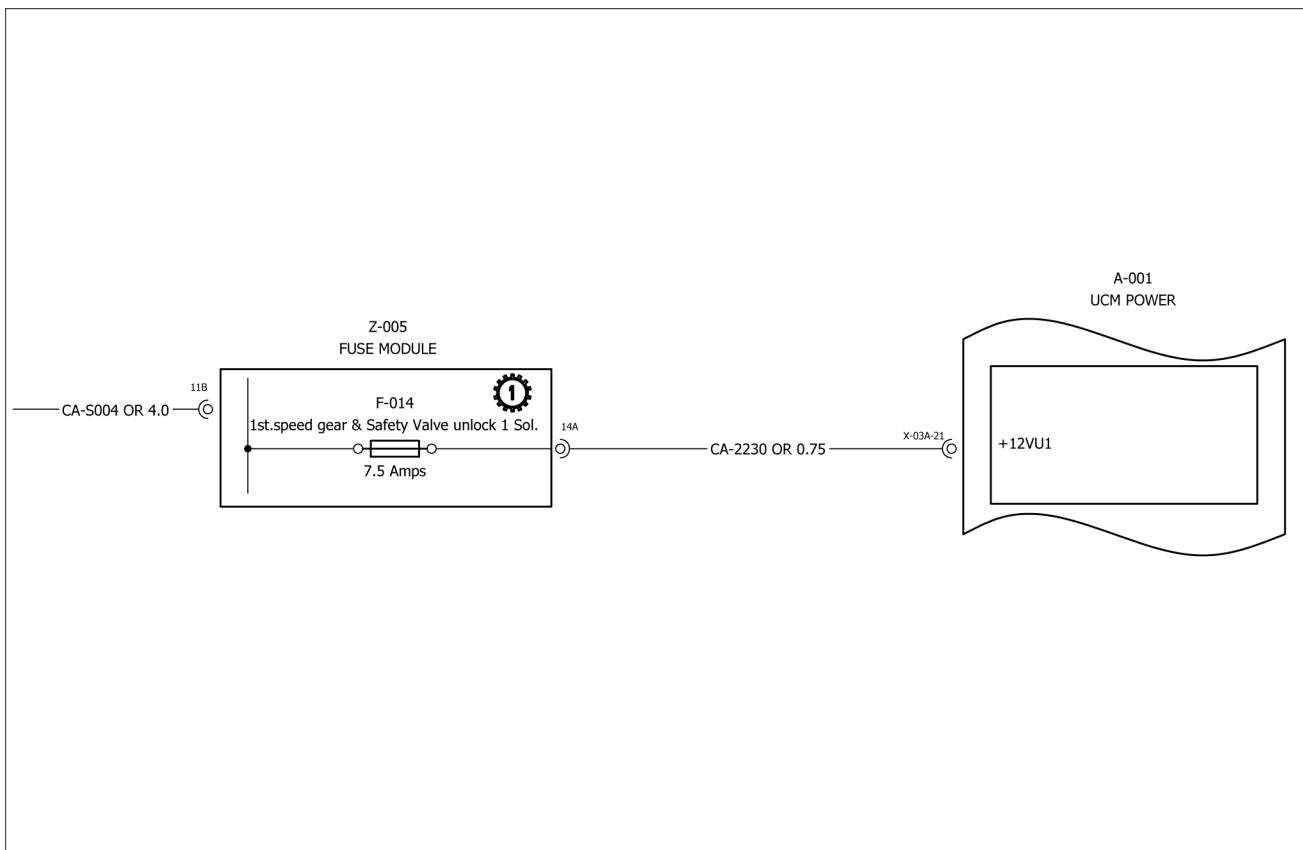 A-001
UCM POWER
Z-005
FUSE MODULE
11B
CA-S004 OR 4.0
1
F-014
1st.speed gear & Safety Valve unlock 1 Sol.
14A
7.5 Amps
CA-2230 OR 0.75
X-03A-21
+12VU1